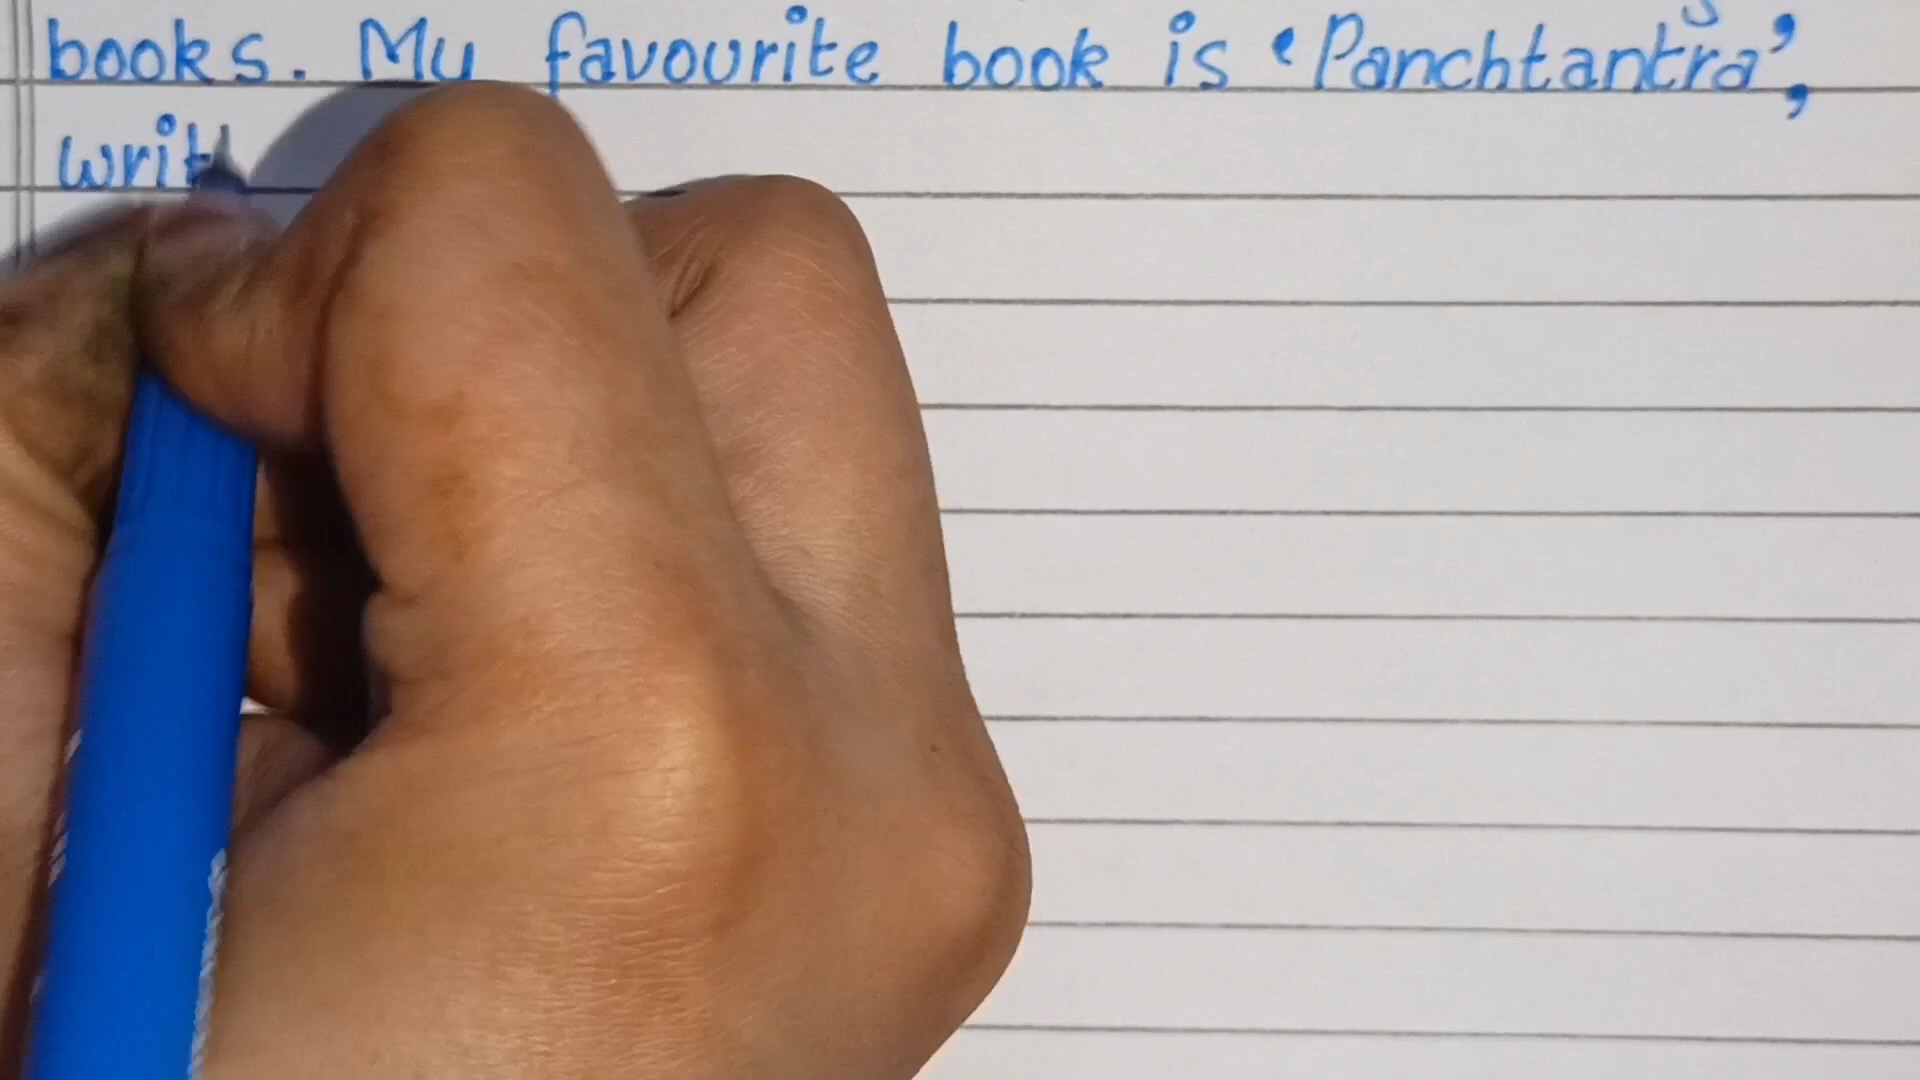 books. My favourite book is ‘Panchtantra’,
writ